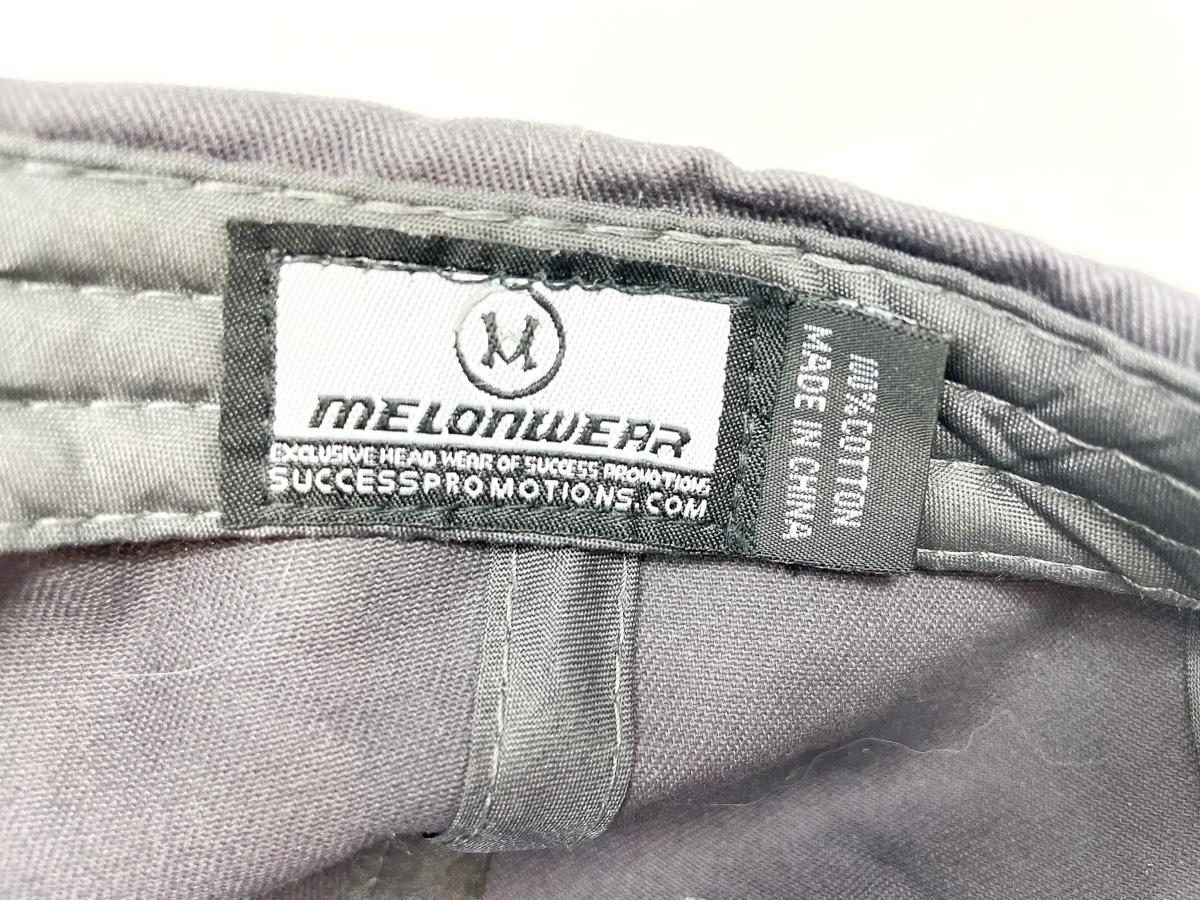 M
MELONWEAR
EXCLUSIVE HEAD WEAR OF SUCCESS PROMOTIONS
SUCCESSPROMOTIONS.COM
100% COTTON
MADE IN CHINA